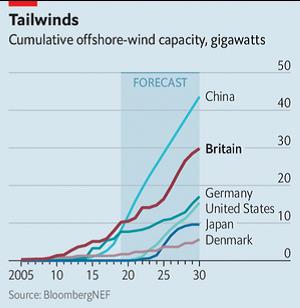 Tailwinds
Cumulative offshore-wind capacity, gigawatts
50
FORECAST
China
40
Britain
30
20
Germany
United States
10
Japan
Denmark
0
2005 10 15 20 25 30
Source: BloombergNEF